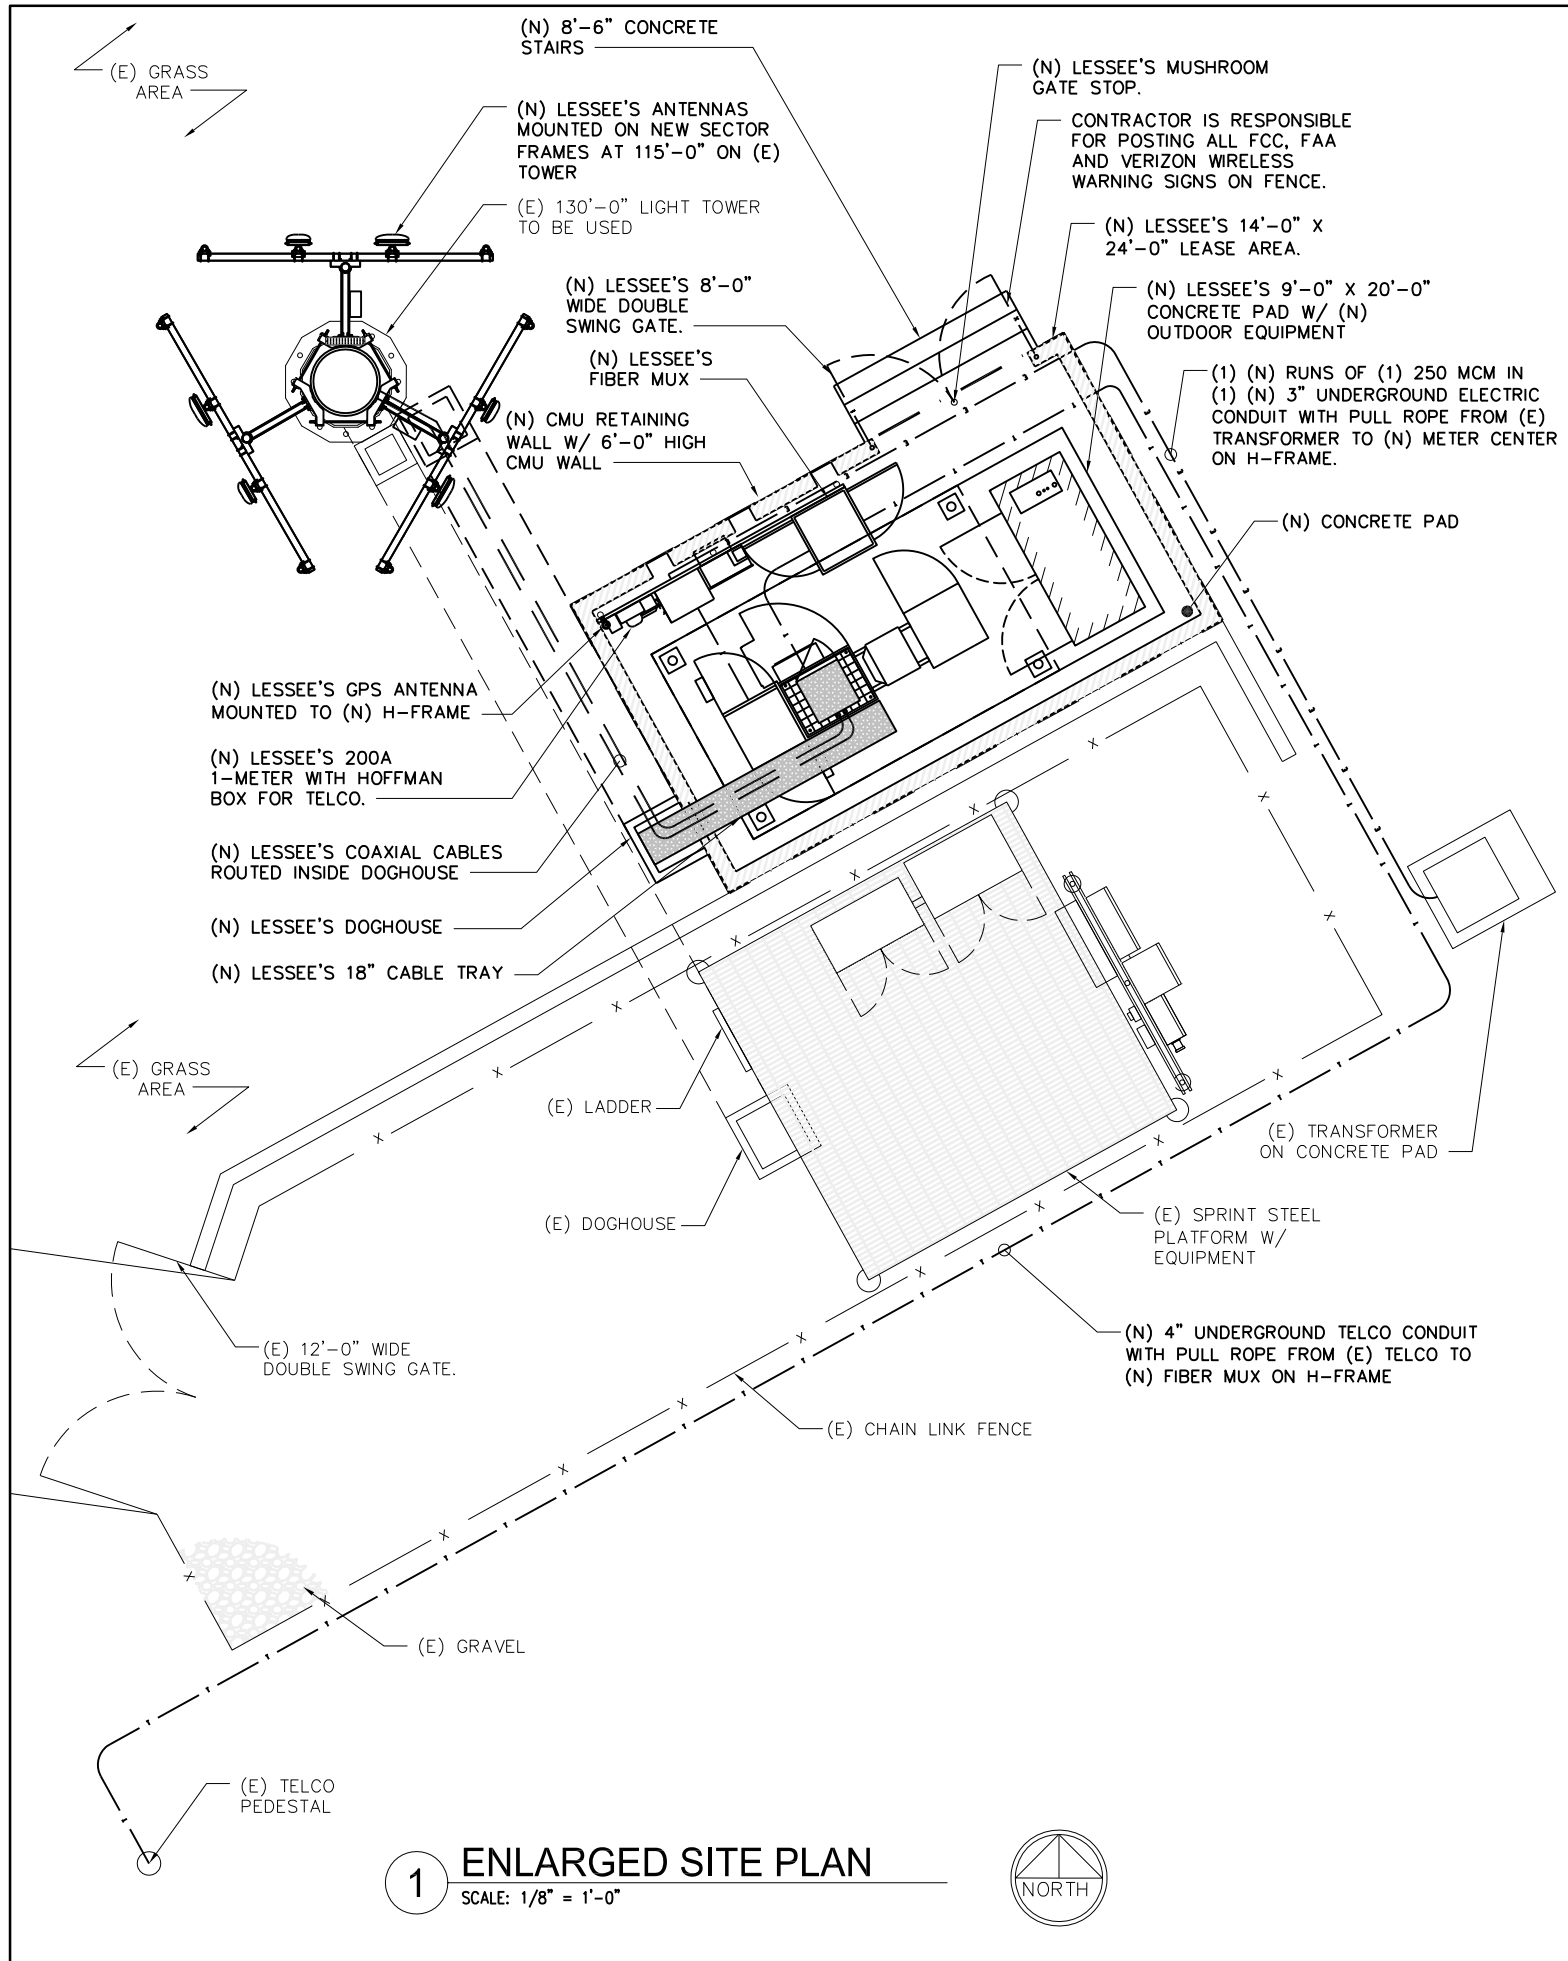 (N) 8'-6" CONCRETE
STAIRS
(E) GRASS
AREA
(N) LESSEE'S MUSHROOM
GATE STOP.
(N) LESSEE'S ANTENNAS
MOUNTED ON NEW SECTOR
FRAMES AT 115'-0" ON (E)
TOWER
CONTRACTOR IS RESPONSIBLE
FOR POSTING ALL FCC, FAA
AND VERIZON WIRELESS
WARNING SIGNS ON FENCE.
(E) 130'-0" LIGHT TOWER
TO BE USED
(N) LESSEE'S 14'-0" X
24'-0" LEASE AREA.
(N) LESSEE'S 8'-0"
WIDE DOUBLE
SWING GATE.
(N) LESSEE'S 9'-0" X 20'-0"
CONCRETE PAD W/ (N)
OUTDOOR EQUIPMENT
(N) LESSEE'S
FIBER MUX
(1) (N) RUNS OF (1) 250 MCM IN
(1) (N) 3" UNDERGROUND ELECTRIC
CONDUIT WITH PULL ROPE FROM (E)
TRANSFORMER TO (N) METER CENTER
ON H-FRAME.
(N) CMU RETAINING
WALL W/ 6'-0" HIGH
CMU WALL
(N) CONCRETE PAD
(N) LESSEE'S GPS ANTENNA
MOUNTED TO (N) H-FRAME
(N) LESSEE'S 200A
1-METER WITH HOFFMAN
BOX FOR TELCO.
(N) LESSEE'S COAXIAL CABLES
ROUTED INSIDE DOGHOUSE
(N) LESSEE'S DOGHOUSE
(N) LESSEE'S 18" CABLE TRAY
(E) GRASS
AREA
(E) LADDER
(E) TRANSFORMER
ON CONCRETE PAD
(E) DOGHOUSE
(E) SPRINT STEEL
PLATFORM W/
EQUIPMENT
(E) 12'-0" WIDE
DOUBLE SWING GATE.
(N) 4" UNDERGROUND TELCO CONDUIT
WITH PULL ROPE FROM (E) TELCO TO
(N) FIBER MUX ON H-FRAME
(E) CHAIN LINK FENCE
(E) GRAVEL
(E) TELCO
PEDESTAL
1
ENLARGED SITE PLAN
SCALE: 1/8" = 1'-0"
NORTH